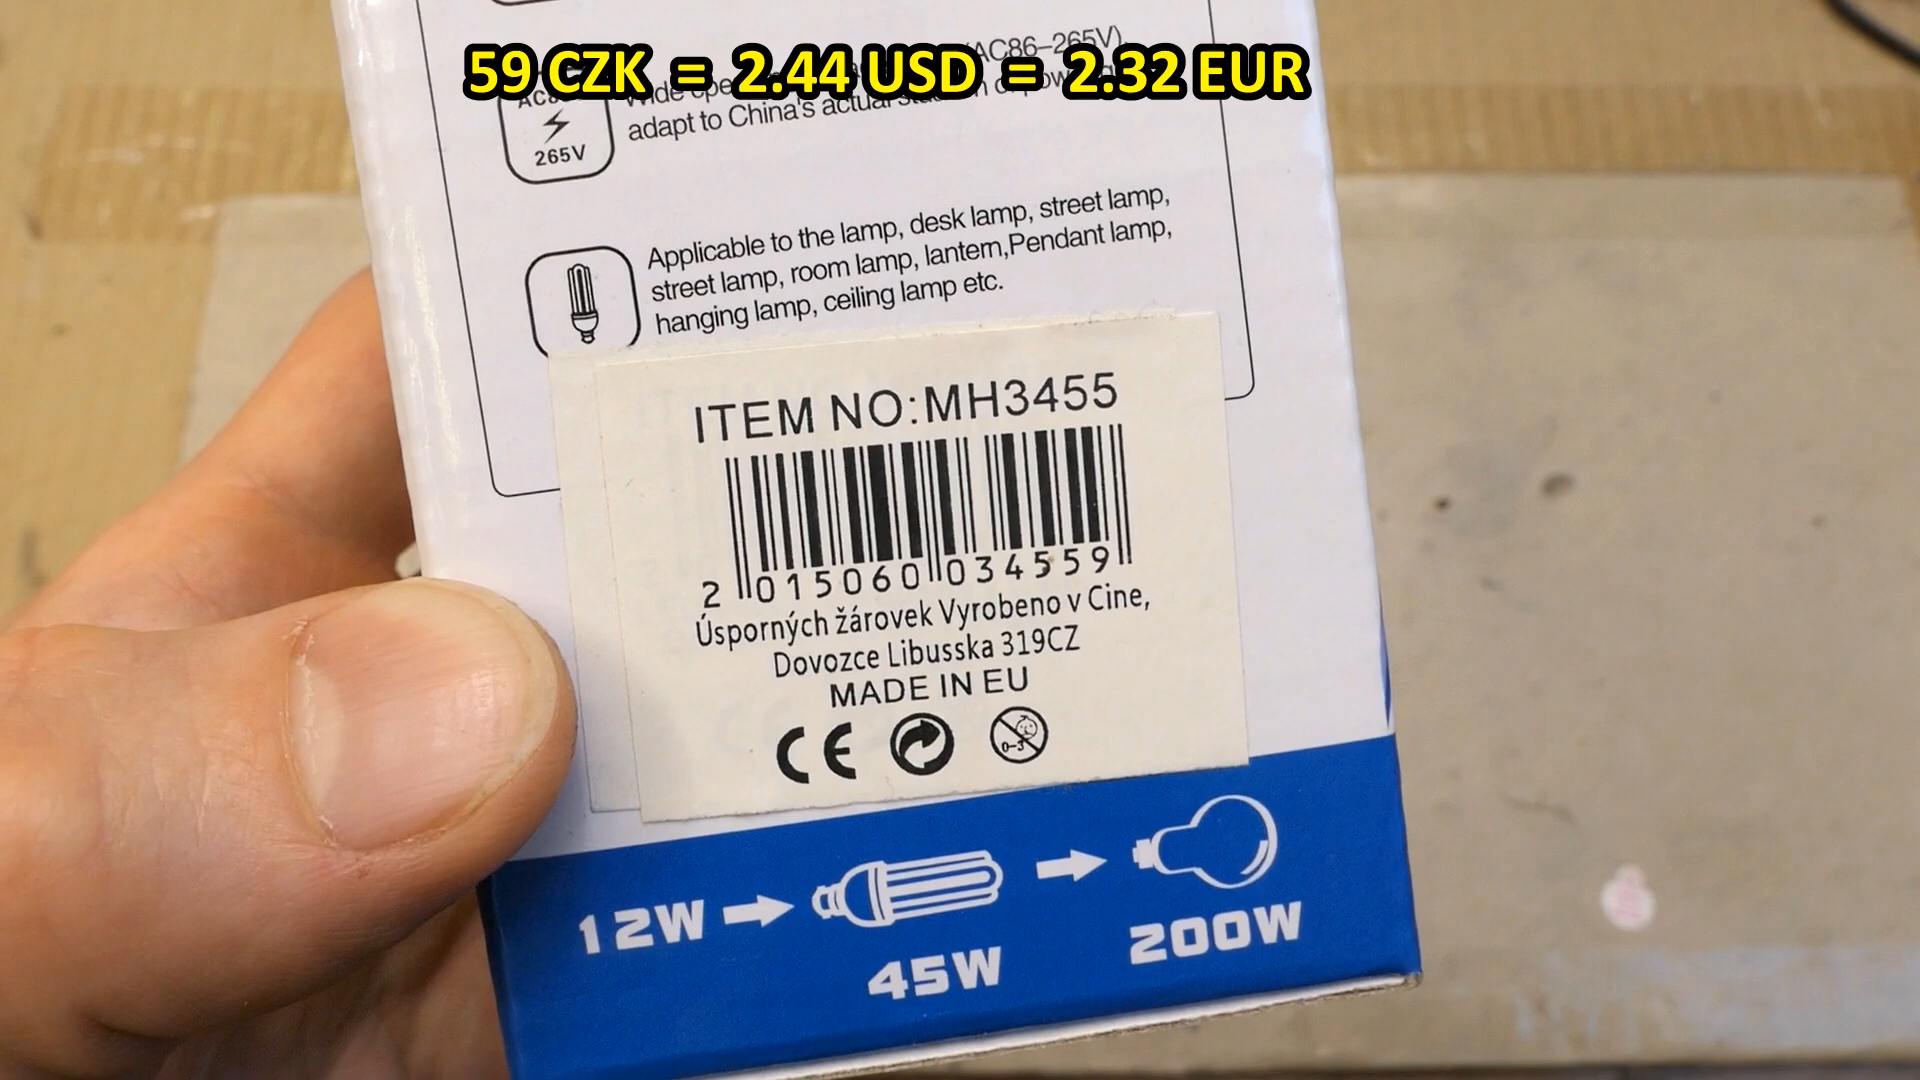 59 CZK = 2.44 USD = 2.32 EUR
(AC86-265V)
265V
adapt to China's actual
Applicable to the lamp, desk lamp, street lamp,
street lamp, room lamp, lantern,Pendant lamp,
hanging lamp, ceiling lamp etc.
ITEM NO:MH3455
2 015060 034559
Úsporných žárovek Vyrobeno v Cine,
Dovozce Libusska 319CZ
MADE IN EU
CE
0-3
12W
45W
200W